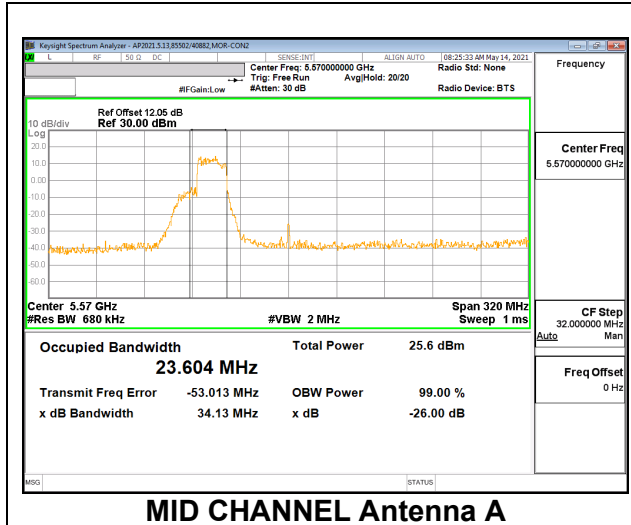 Keysight Spectrum Analyzer - AP2021.5.13,85502/40882,MOR-CON2
L RF 50 Ω DC SENSE:INT ALIGN AUTO 08:25:33 AM May 14, 2021
Center Freq: 5.570000000 GHz Radio Std: None
Trig: Free Run Avg|Hold: 20/20
#IFGain:Low #Atten: 30 dB Radio Device: BTS
Frequency
Ref Offset 12.05 dB
10 dB/div Ref 30.00 dBm
Log
20.0
10.0
0.00
-10.0
-20.0
-30.0
-40.0
-50.0
-60.0
Center Freq
5.570000000 GHz
Center 5.57 GHz Span 320 MHz
#Res BW 680 kHz #VBW 2 MHz Sweep 1 ms
CF Step
32.000000 MHz
Auto Man
Freq Offset
0 Hz
Occupied Bandwidth Total Power 25.6 dBm
23.604 MHz
Transmit Freq Error -53.013 MHz OBW Power 99.00 %
x dB Bandwidth 34.13 MHz x dB -26.00 dB
MSG STATUS
MID CHANNEL Antenna A